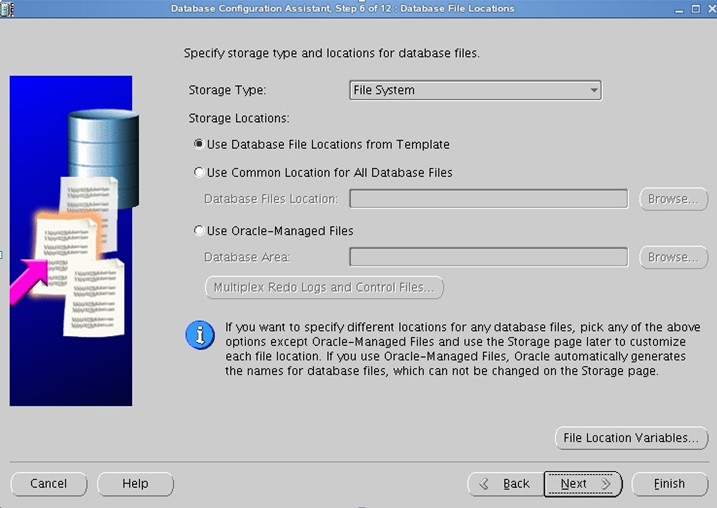 Database Configuration Assistant, Step 6 of 12 : Database File Locations
Specify storage type and locations for database files.
Storage Type: File System
Storage Locations:
Use Database File Locations from Template
Use Common Location for All Database Files
Database Files Location: Browse...
Use Oracle-Managed Files
Database Area: Browse...
Multiplex Redo Logs and Control Files...
If you want to specify different locations for any database files, pick any of the above
options except Oracle-Managed Files and use the Storage page later to customize
each file location. If you use Oracle-Managed Files, Oracle automatically generates
the names for database files, which can not be changed on the Storage page.
File Location Variables...
Cancel Help Back Next Finish